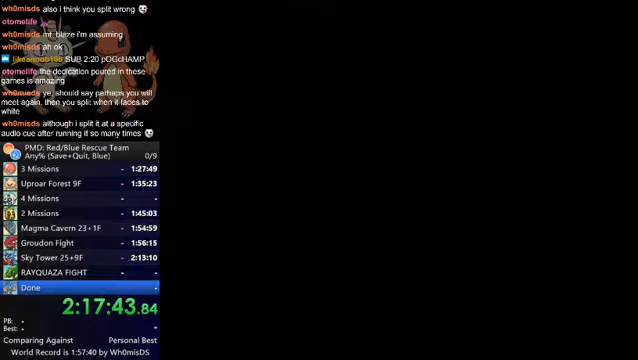 wh0misds also i think you split wrong
otomelife
wh0misds mt_blaze i'm assuming
wh0misds ah ok
likeanoob100 SUB 2:20 pOGcHAMP
otomelife the decication poured in these
games is amazing
wh0misds ye, should say perhaps you will
meet again, then you split when it faces to
white
wh0misds although i split it at a specific
audio cue after running it so many times
PMD: Red/Blue Rescue Team
Any% (Save+Quit, Blue) 0/9
3 Missions - 1:27:49
Uproar Forest 9F - 1:35:23
4 Missions - -
2 Missions - 1:45:03
Magma Cavern 23+1F - 1:54:59
Groudon Fight - 1:56:15
Sky Tower 25+9F - 2:13:10
RAYQUAZA FIGHT - -
Done -
2:17:43.84
PB: -
Best: - -
Comparing Against Personal Best
World Record is 1:57:40 by Wh0misDS